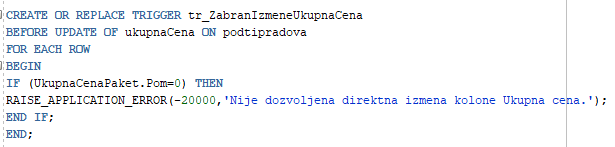 CREATE OR REPLACE TRIGGER tr_ZabranIzmeneUkupnaCena
BEFORE UPDATE OF ukupnaCena ON podtipradova
FOR EACH ROW
BEGIN
IF (UkupnaCenaPaket.Pom=0) THEN
RAISE_APPLICATION_ERROR(-20000,'Nije dozvoljena direktna izmena kolone Ukupna cena.');
END IF;
END;